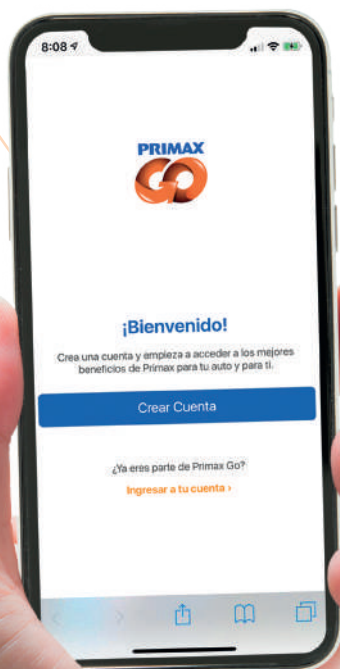 8:08
PRIMAX
GO
¡Bienvenido!
Crea una cuenta y empieza a acceder a los mejores
beneficios de Primax para tu auto y para ti.
Crear Cuenta
¿Ya eres parte de Primax Go?
Ingresar a tu cuenta ›